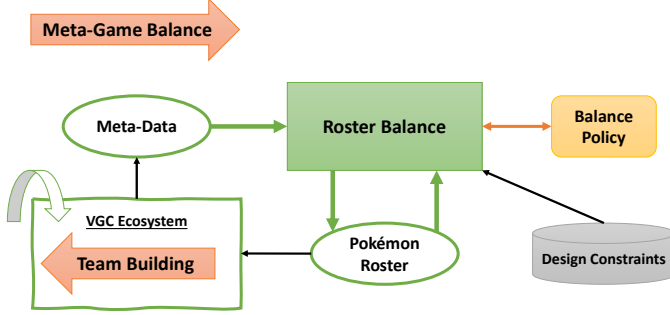 Meta-Game Balance
Meta-Data
Roster Balance
Balance
Policy
VGC Ecosystem
Team Building
Pokémon
Roster
Design Constraints